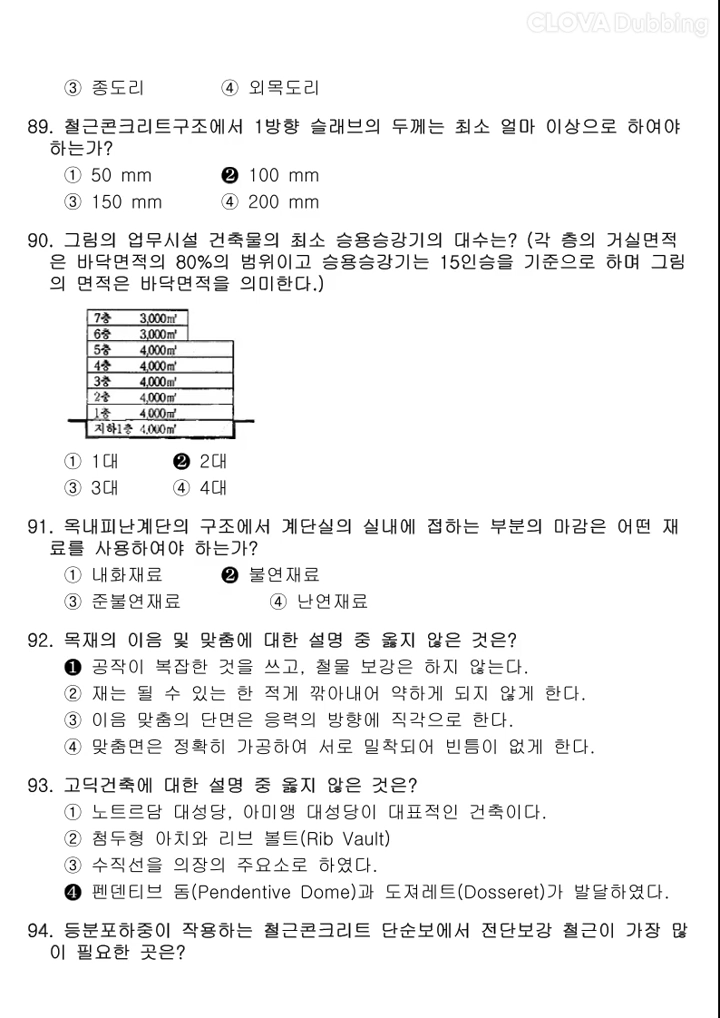 CLOVA Dubbing
③ 종도리 ④ 외목도리
89. 철근콘크리트구조에서 1방향 슬래브의 두께는 최소 얼마 이상으로 하여야
하는가?
① 50 mm ❷ 100 mm
③ 150 mm ④ 200 mm
90. 그림의 업무시설 건축물의 최소 승용승강기의 대수는? (각 층의 거실면적
은 바닥면적의 80%의 범위이고 승용승강기는 15인승을 기준으로 하며 그림
의 면적은 바닥면적을 의미한다.)
7층 3,000㎡
6층 3,000㎡
5층 4,000㎡
4층 4,000㎡
3층 4,000㎡
2층 4,000㎡
1층 4,000㎡
지하1층 4,000㎡
① 1대 ❷ 2대
③ 3대 ④ 4대
91. 옥내피난계단의 구조에서 계단실의 실내에 접하는 부분의 마감은 어떤 재
료를 사용하여야 하는가?
① 내화재료 ❷ 불연재료
③ 준불연재료 ④ 난연재료
92. 목재의 이음 및 맞춤에 대한 설명 중 옳지 않은 것은?
❶ 공작이 복잡한 것을 쓰고, 철물 보강은 하지 않는다.
② 재는 될 수 있는 한 적게 깎아내어 약하게 되지 않게 한다.
③ 이음 맞춤의 단면은 응력의 방향에 직각으로 한다.
④ 맞춤면은 정확히 가공하여 서로 밀착되어 빈틈이 없게 한다.
93. 고딕건축에 대한 설명 중 옳지 않은 것은?
① 노트르담 대성당, 아미앵 대성당이 대표적인 건축이다.
② 첨두형 아치와 리브 볼트(Rib Vault)
③ 수직선을 의장의 주요소로 하였다.
❹ 펜덴티브 돔(Pendentive Dome)과 도져레트(Dosseret)가 발달하였다.
94. 등분포하중이 작용하는 철근콘크리트 단순보에서 전단보강 철근이 가장 많
이 필요한 곳은?